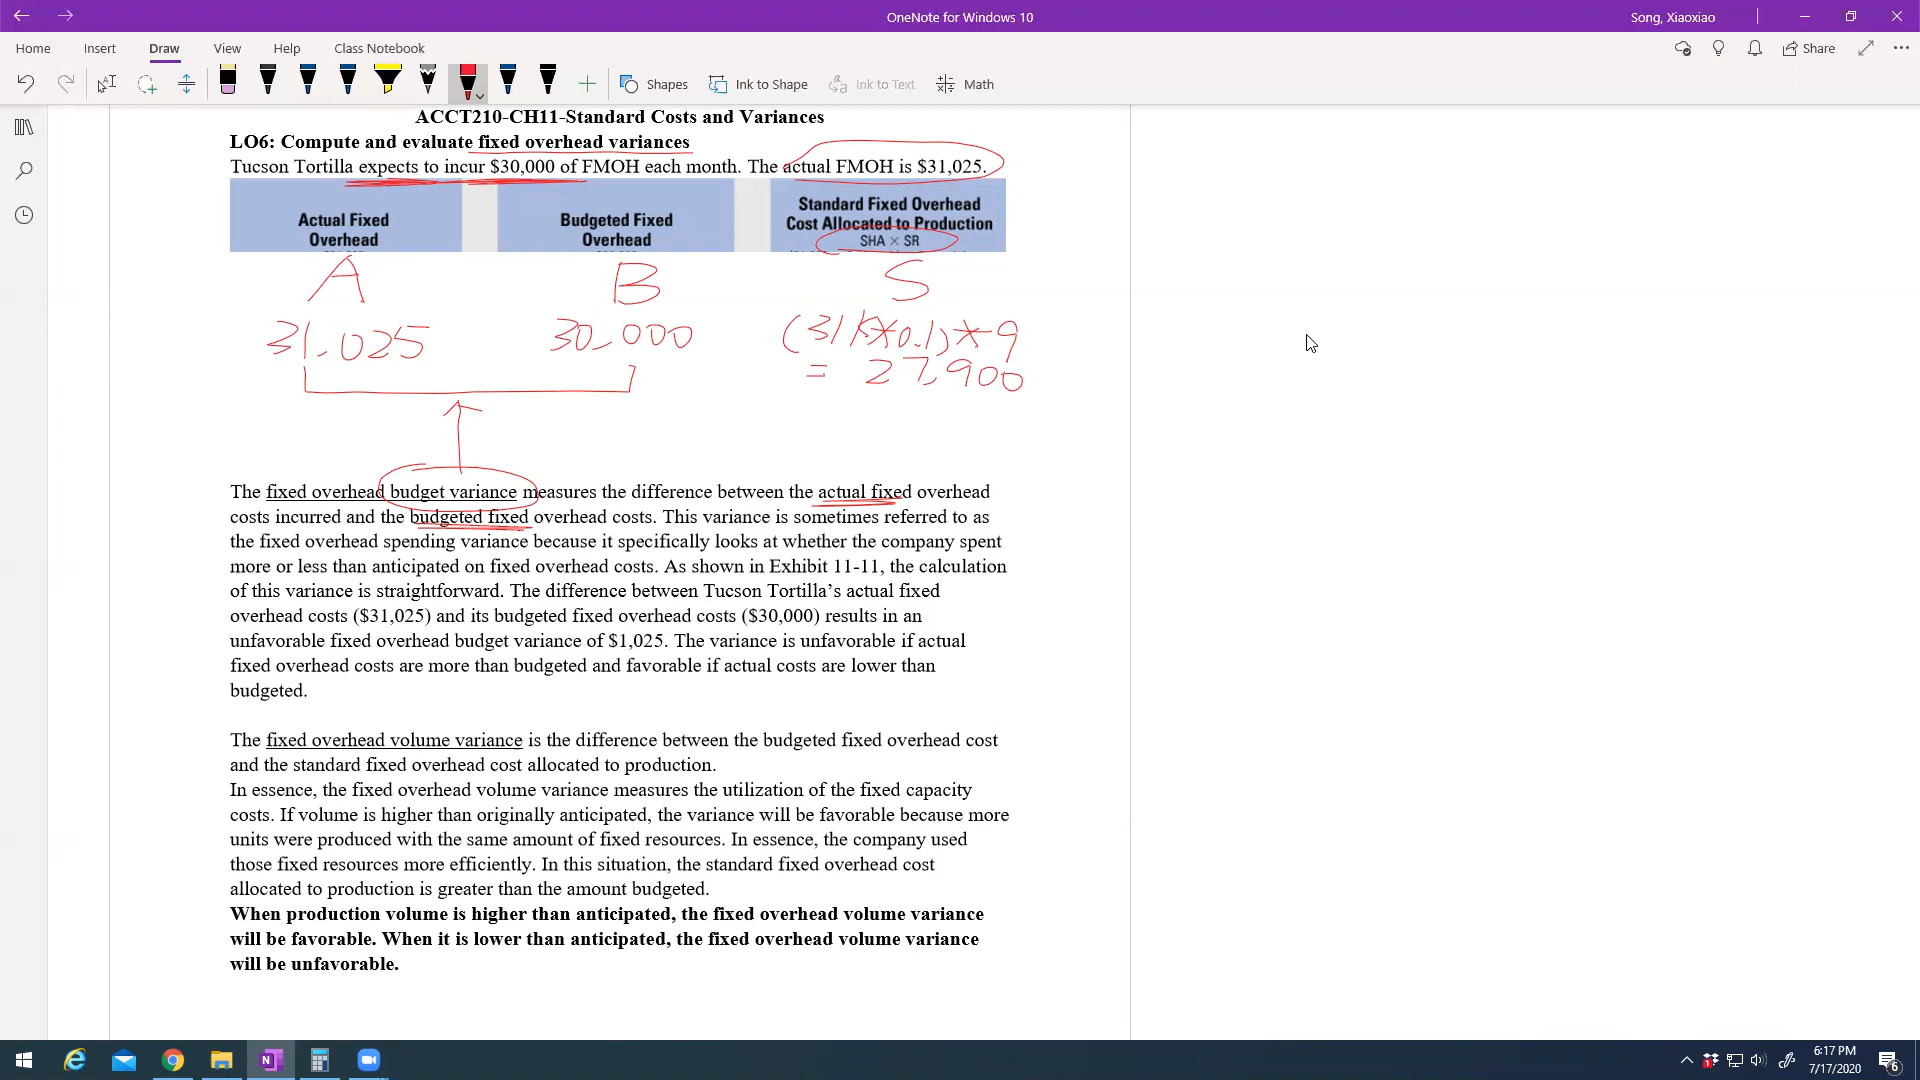 OneNote for Windows 10
Song, Xiaoxiao
Home Insert Draw View Help Class Notebook
Share
Shapes Ink to Shape Ink to Text Math
ACCT210-CH11-Standard Costs and Variances
LO6: Compute and evaluate fixed overhead variances
Tucson Tortilla expects to incur $30,000 of FMOH each month. The actual FMOH is $31,025.
Actual Fixed
Overhead
Budgeted Fixed
Overhead
Standard Fixed Overhead
Cost Allocated to Production
SHA × SR
A B S
31,025 30,000 (31K*0.1)*9
= 27,900
The fixed overhead budget variance measures the difference between the actual fixed overhead
costs incurred and the budgeted fixed overhead costs. This variance is sometimes referred to as
the fixed overhead spending variance because it specifically looks at whether the company spent
more or less than anticipated on fixed overhead costs. As shown in Exhibit 11-11, the calculation
of this variance is straightforward. The difference between Tucson Tortilla’s actual fixed
overhead costs ($31,025) and its budgeted fixed overhead costs ($30,000) results in an
unfavorable fixed overhead budget variance of $1,025. The variance is unfavorable if actual
fixed overhead costs are more than budgeted and favorable if actual costs are lower than
budgeted.
The fixed overhead volume variance is the difference between the budgeted fixed overhead cost
and the standard fixed overhead cost allocated to production.
In essence, the fixed overhead volume variance measures the utilization of the fixed capacity
costs. If volume is higher than originally anticipated, the variance will be favorable because more
units were produced with the same amount of fixed resources. In essence, the company used
those fixed resources more efficiently. In this situation, the standard fixed overhead cost
allocated to production is greater than the amount budgeted.
When production volume is higher than anticipated, the fixed overhead volume variance
will be favorable. When it is lower than anticipated, the fixed overhead volume variance
will be unfavorable.
6:17 PM
7/17/2020
6